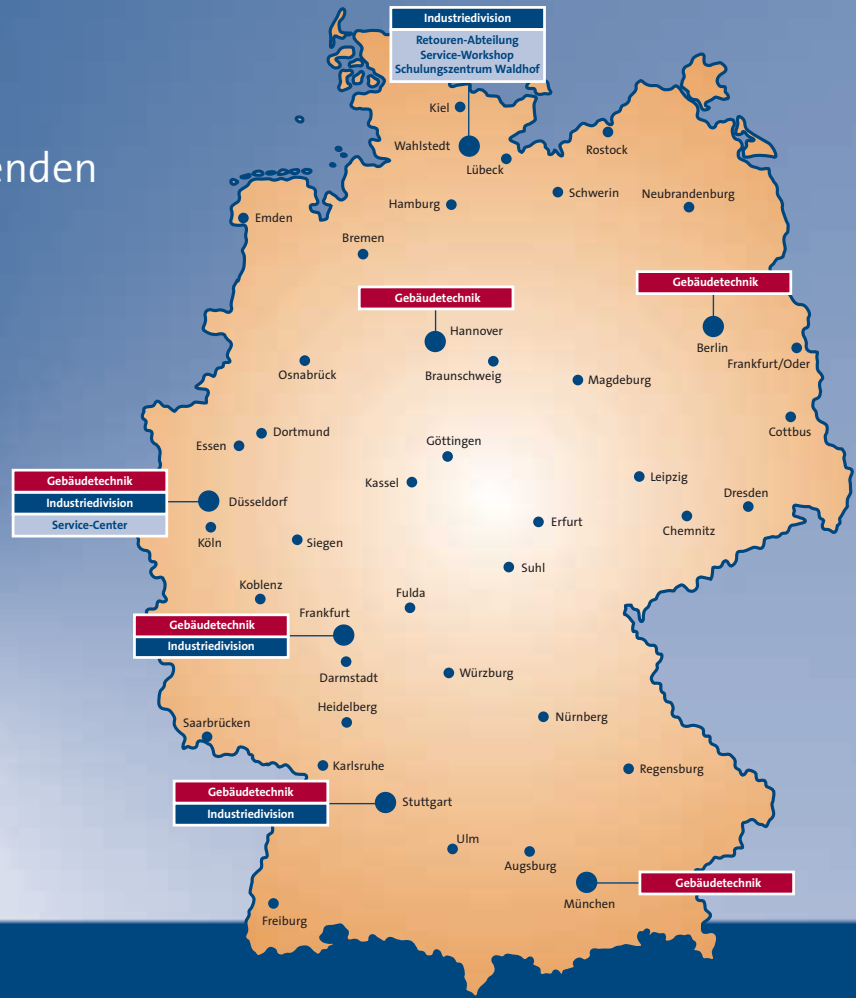 Industriedivision
Retouren-Abteilung
Service-Workshop
Schulungszentrum Waldhof
Kiel
Wahlstedt
Lübeck
Rostock
enden
Schwerin
Neubrandenburg
Hamburg
Emden
Bremen
Gebäudetechnik
Gebäudetechnik
Hannover
Berlin
Frankfurt/Oder
Osnabrück
Braunschweig
Magdeburg
Dortmund
Cottbus
Essen
Göttingen
Kassel
Leipzig
Gebäudetechnik
Industriedivision
Service-Center
Düsseldorf
Dresden
Köln
Siegen
Erfurt
Chemnitz
Suhl
Koblenz
Fulda
Frankfurt
Gebäudetechnik
Industriedivision
Darmstadt
Würzburg
Heidelberg
Nürnberg
Saarbrücken
Karlsruhe
Regensburg
Gebäudetechnik
Industriedivision
Stuttgart
Ulm
Augsburg
Gebäudetechnik
München
Freiburg